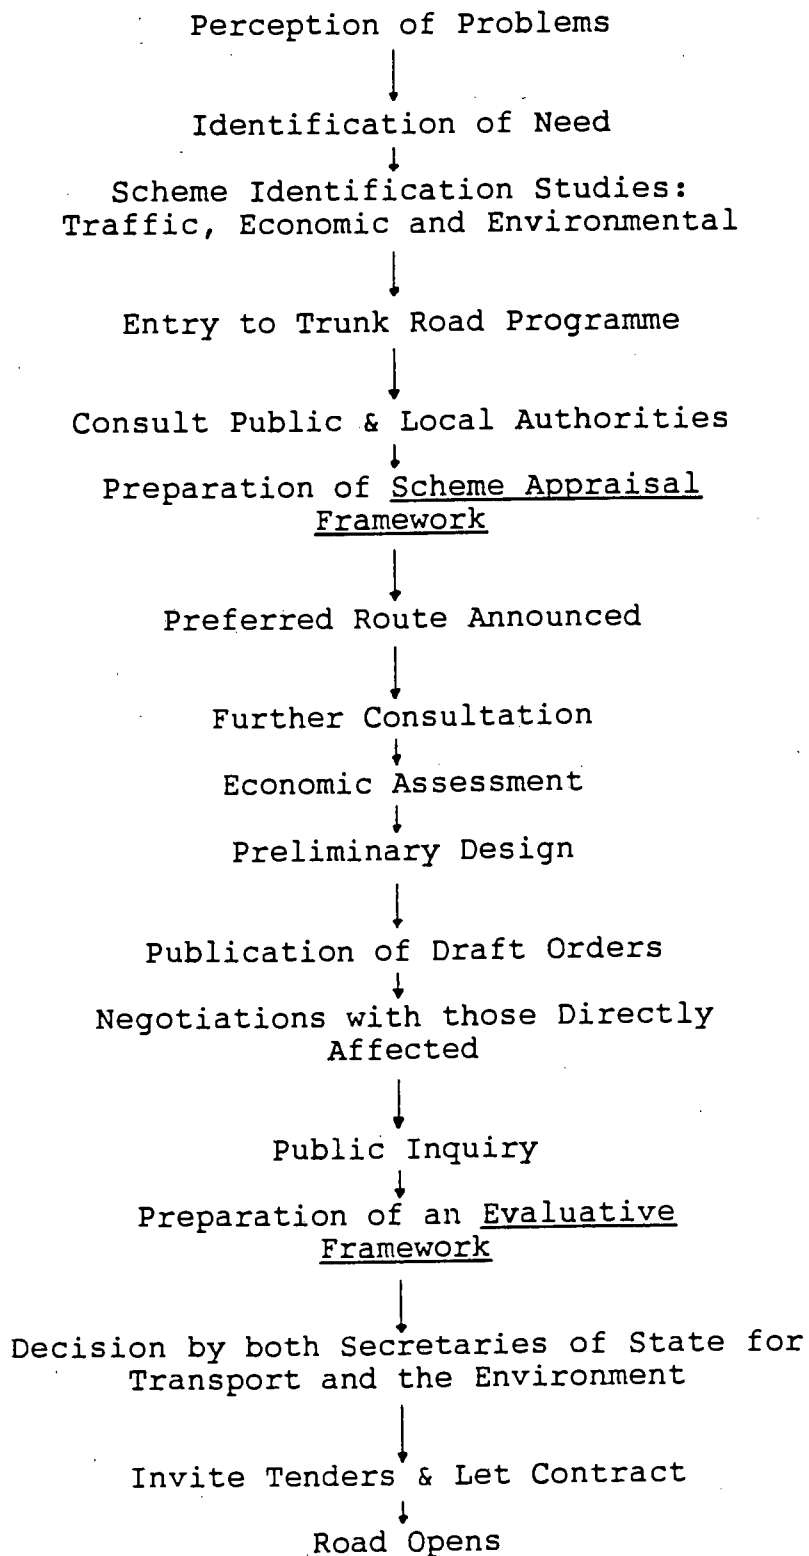 Perception of Problems
Identification of Need
Scheme Identification Studies:
Traffic, Economic and Environmental
Entry to Trunk Road Programme
Consult Public & Local Authorities
Preparation of Scheme Appraisal
Framework
Preferred Route Announced
Further Consultation
Economic Assessment
Preliminary Design
Publication of Draft Orders
Negotiations with those Directly
Affected
Public Inquiry
Preparation of an Evaluative
Framework
Decision by both Secretaries of State for
Transport and the Environment
Invite Tenders & Let Contract
Road Opens